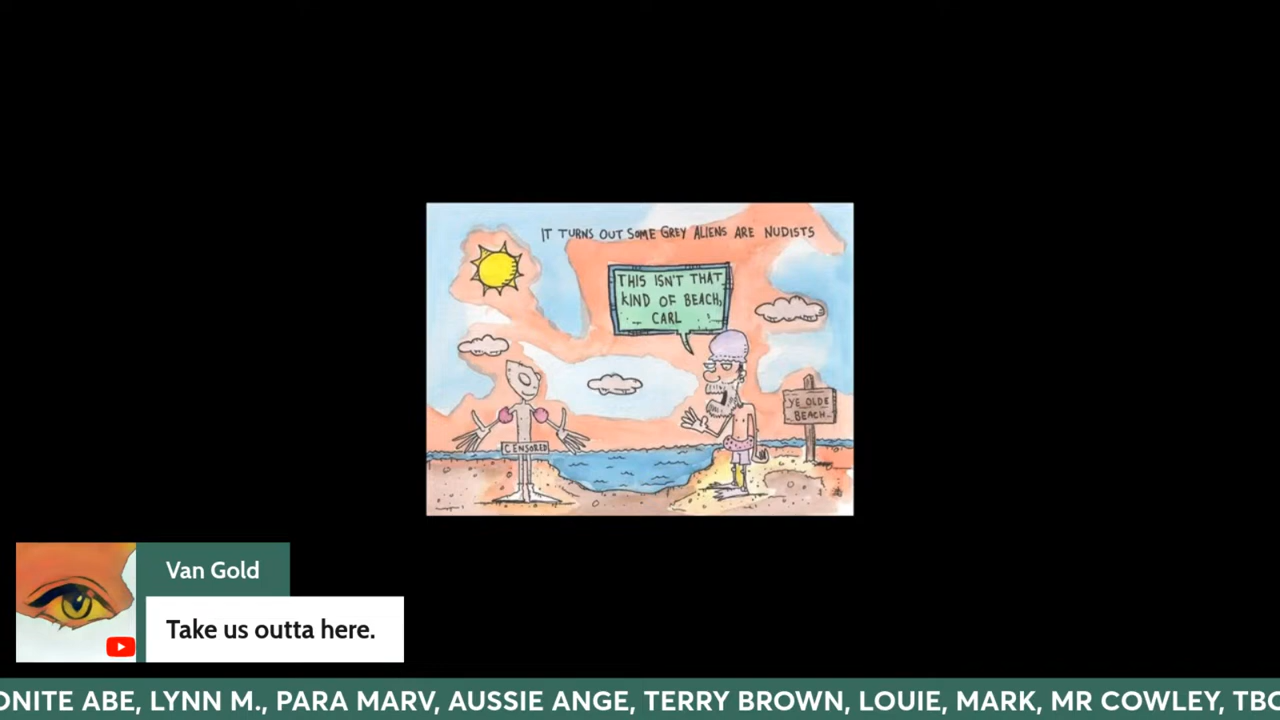 IT TURNS OUT SOME GREY ALIENS ARE NUDISTS
THIS ISN'T THAT
KIND OF BEACH,
CARL
YE OLDE
BEACH
CENSORED
Van Gold
Take us outta here.
ONITE ABE, LYNN M., PARA MARV, AUSSIE ANGE, TERRY BROWN, LOUIE, MARK, MR COWLEY, TBC